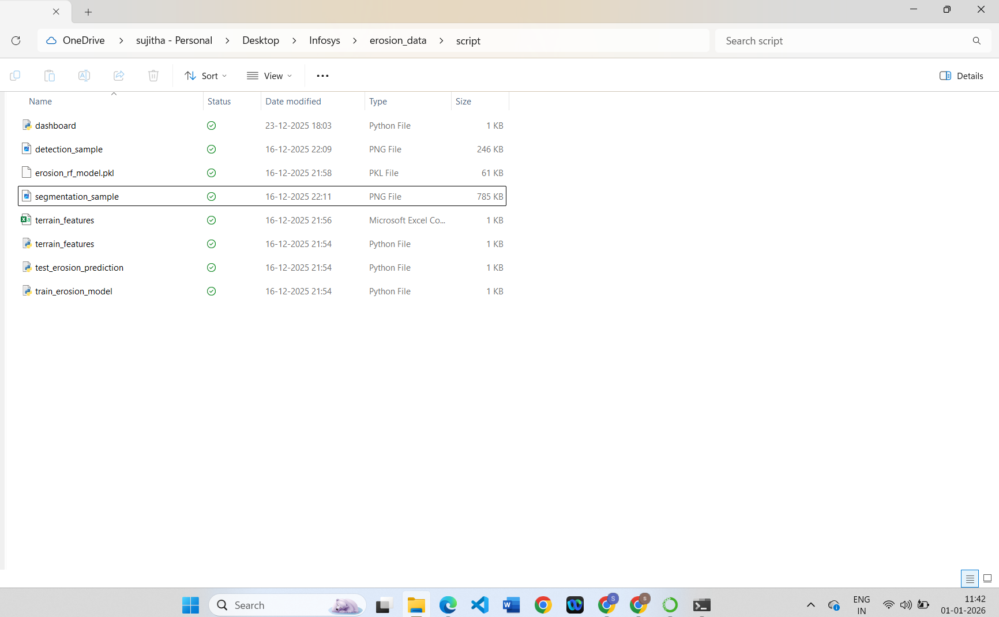 OneDrive > sujitha - Personal > Desktop > Infosys > erosion_data > script
Search script
Sort
View
Details
Name Status Date modified Type Size
dashboard 23-12-2025 18:03 Python File 1 KB
detection_sample 16-12-2025 22:09 PNG File 246 KB
erosion_rf_model.pkl 16-12-2025 21:58 PKL File 61 KB
segmentation_sample 16-12-2025 22:11 PNG File 785 KB
terrain_features 16-12-2025 21:56 Microsoft Excel Co... 1 KB
terrain_features 16-12-2025 21:54 Python File 1 KB
test_erosion_prediction 16-12-2025 21:54 Python File 1 KB
train_erosion_model 16-12-2025 21:54 Python File 1 KB
Search
ENG
IN
11:42
01-01-2026